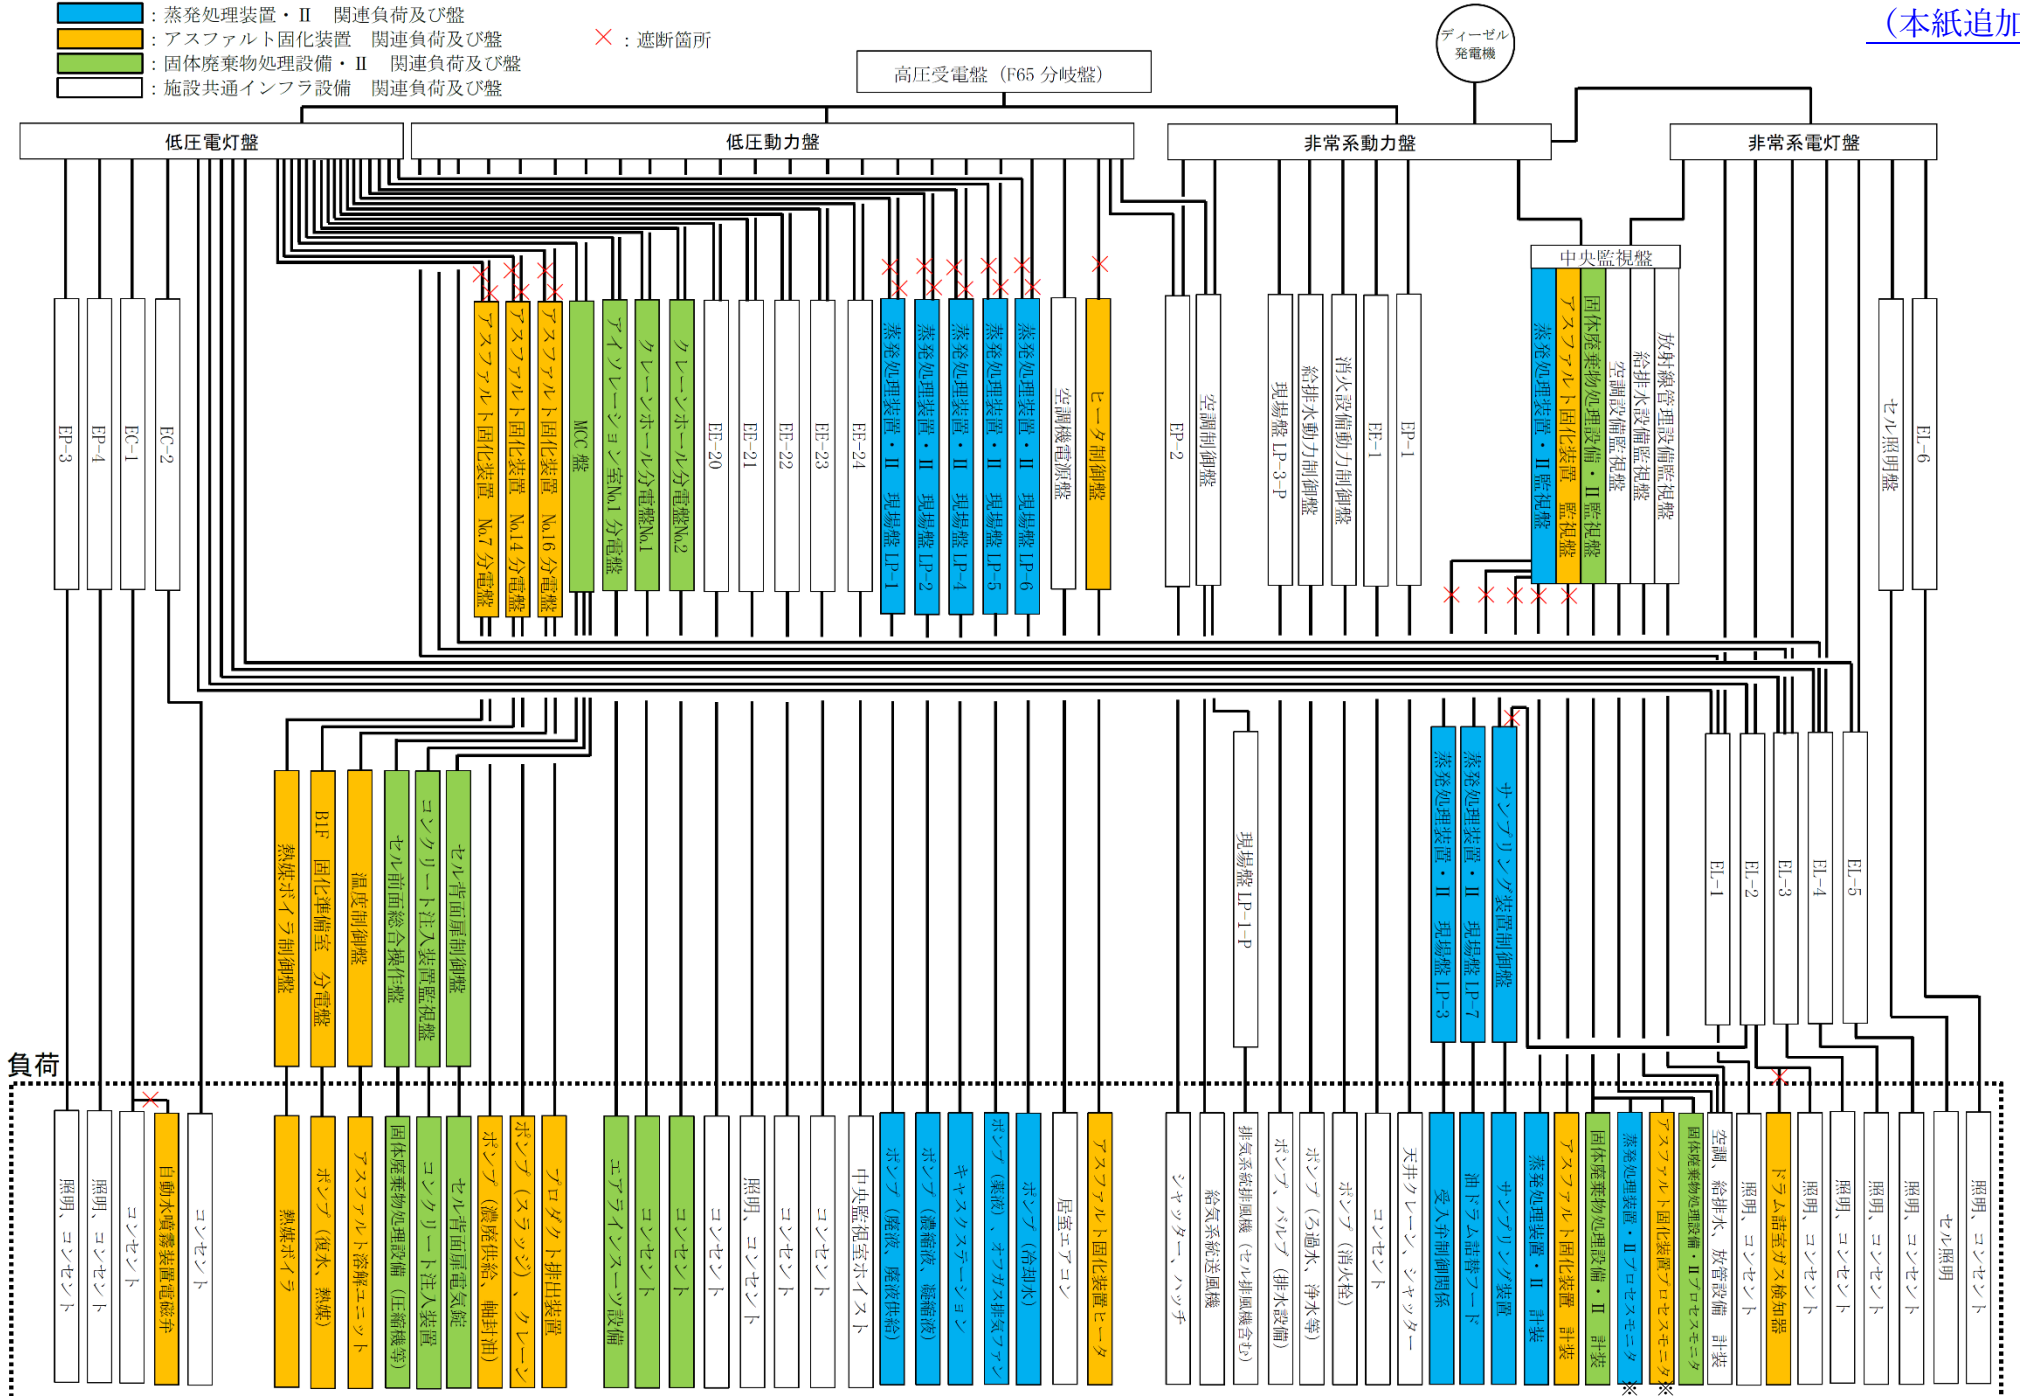 ：蒸発処理装置・Ⅱ　関連負荷及び盤
：アスファルト固化装置　関連負荷及び盤
：固体廃棄物処理設備・Ⅱ　関連負荷及び盤
：施設共通インフラ設備　関連負荷及び盤
×：遮断箇所
（本紙追加
ディーゼル
発電機
高圧受電盤（F65 分岐盤）
低圧電灯盤
低圧動力盤
非常系動力盤
非常系電灯盤
中央監視盤
EP-3
EP-4
EC-1
EC-2
アスファルト固化装置　No.7 分電盤
アスファルト固化装置　No.14 分電盤
アスファルト固化装置　No.16 分電盤
MCC 盤
アイソレーション室No.1 分電盤
クレーンホール分電盤No.1
クレーンホール分電盤No.2
EE-20
EE-21
EE-22
EE-23
EE-24
蒸発処理装置・Ⅱ　現場盤 LP-1
蒸発処理装置・Ⅱ　現場盤 LP-2
蒸発処理装置・Ⅱ　現場盤 LP-4
蒸発処理装置・Ⅱ　現場盤 LP-5
蒸発処理装置・Ⅱ　現場盤 LP-6
空調機電源盤
ヒータ制御盤
EP-2
空調制御盤
現場盤 LP-3-P
給排水動力制御盤
消火設備動力制御盤
EE-1
EP-1
蒸発処理装置・Ⅱ監視盤
アスファルト固化装置　監視盤
固体廃棄物処理設備・Ⅱ 監視盤
空調設備監視盤
給排水設備監視盤
放射線管理設備監視盤
セル照明盤
EL-6
熱媒ボイラ制御盤
B1F　固化準備室　分電盤
温度制御盤
セル前面総合操作盤
コンクリート注入装置監視盤
セル背面扉制御盤
現場盤 LP-1-P
蒸発処理装置・Ⅱ　現場盤 LP-3
蒸発処理装置・Ⅱ　現場盤 LP-7
サンプリング装置制御盤
EL-1
EL-2
EL-3
EL-4
EL-5
負荷
照明、コンセント
照明、コンセント
コンセント
自動水噴霧装置電磁弁
コンセント
熱媒ボイラ
ポンプ（復水、熱媒）
アスファルト溶解ユニット
固体廃棄物処理設備（圧縮機等）
コンクリート注入装置
セル背面扉電気錠
ポンプ（濃廃供給、軸封油）
ポンプ（スラッジ）、クレーン
プロダクト排出装置
エアラインスーツ設備
コンセント
コンセント
コンセント
照明、コンセント
コンセント
コンセント
中央監視室ホイスト
ポンプ（廃液、廃液供給）
ポンプ（濃縮液、凝縮液）
キャスクステーション
ポンプ（薬液）、オフガス排気ファン
ポンプ（冷却水）
居室エアコン
アスファルト固化装置ヒータ
シャッター、ハッチ
給気系統送風機
排気系統排風機（セル排風機含む）
ポンプ、バルブ（排水設備）
ポンプ（ろ過水、浄水等）
ポンプ（消火栓）
コンセント
天井クレーン、シャッター
受入弁制御関係
油ドラム詰替フード
サンプリング装置
蒸発処理装置・Ⅱ　計装
アスファルト固化装置　計装
固体廃棄物処理設備・Ⅱ　計装
蒸発処理装置・Ⅱプロセスモニタ※
アスファルト固化装置プロセスモニタ※
固体廃棄物処理設備・Ⅱプロセスモニタ
空調、給排水、放管設備　計装
照明、コンセント
ドラム詰室ガス検知器
照明、コンセント
照明、コンセント
照明、コンセント
照明、コンセント
セル照明
照明、コンセント